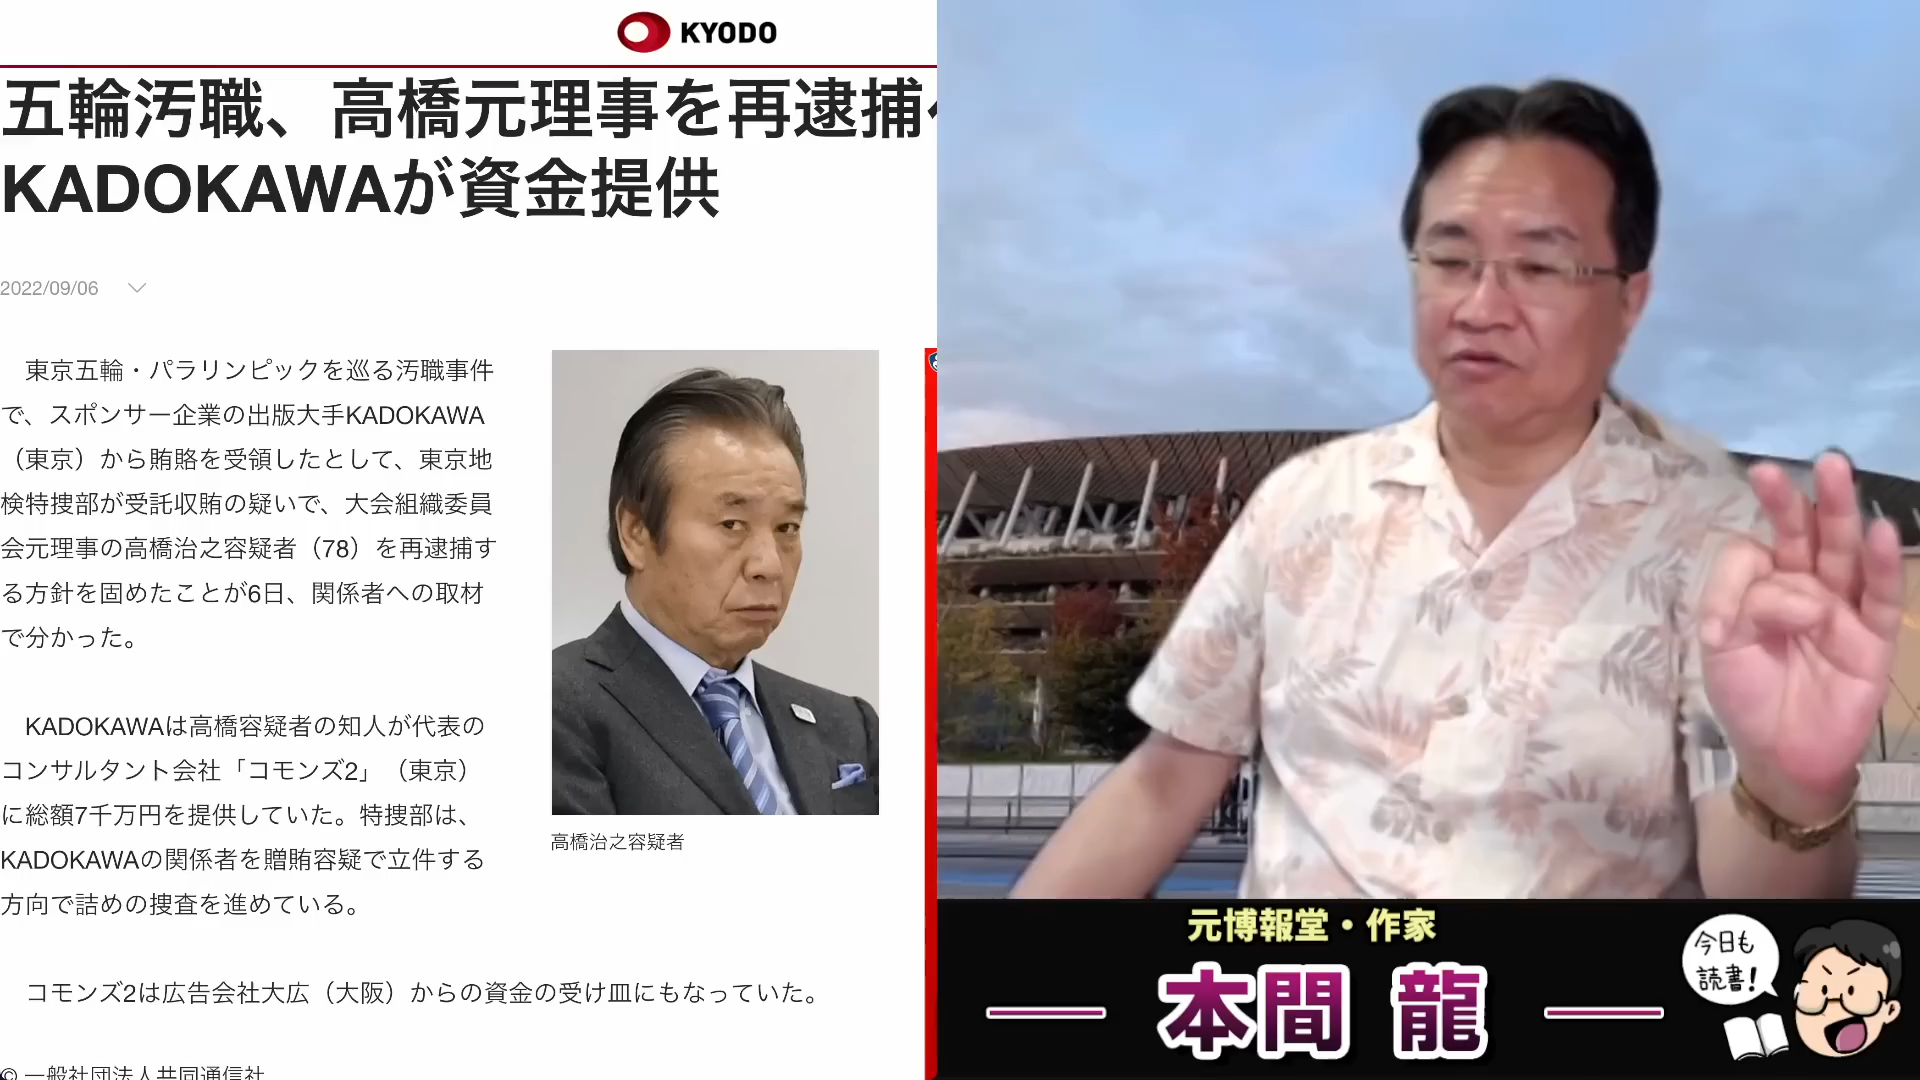 KYODO
五輪汚職、高橋元理事を再逮捕へ
KADOKAWAが資金提供
2022/09/06
東京五輪・パラリンピックを巡る汚職事件
で、スポンサー企業の出版大手KADOKAWA
（東京）から賄賂を受領したとして、東京地
検特捜部が受託収賄の疑いで、大会組織委員
会元理事の高橋治之容疑者（78）を再逮捕す
る方針を固めたことが6日、関係者への取材
で分かった。
KADOKAWAは高橋容疑者の知人が代表の
コンサルタント会社「コモンズ2」（東京）
に総額7千万円を提供していた。特捜部は、
KADOKAWAの関係者を贈賄容疑で立件する
方向で詰めの捜査を進めている。
高橋治之容疑者
コモンズ2は広告会社大広（大阪）からの資金の受け皿にもなっていた。
© 一般社団法人共同通信社
元博報堂・作家
本間 龍
今日も
読書!